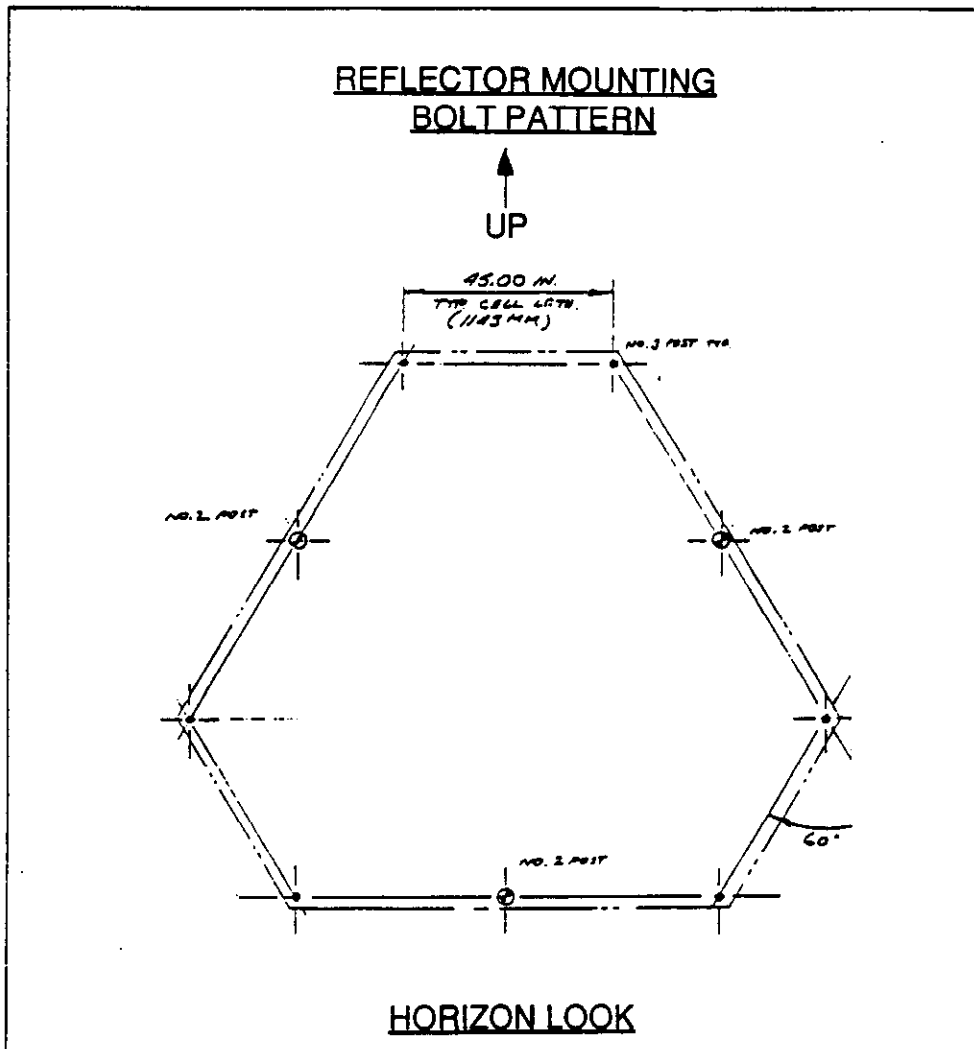 REFLECTOR MOUNTING
BOLT PATTERN
UP
45.00 IN.
TYP CELL LGTH.
(1143 MM)
NO. 3 POST TYP.
NO. 2 POST
NO. 2 POST
60°
NO. 2 POST
HORIZON LOOK